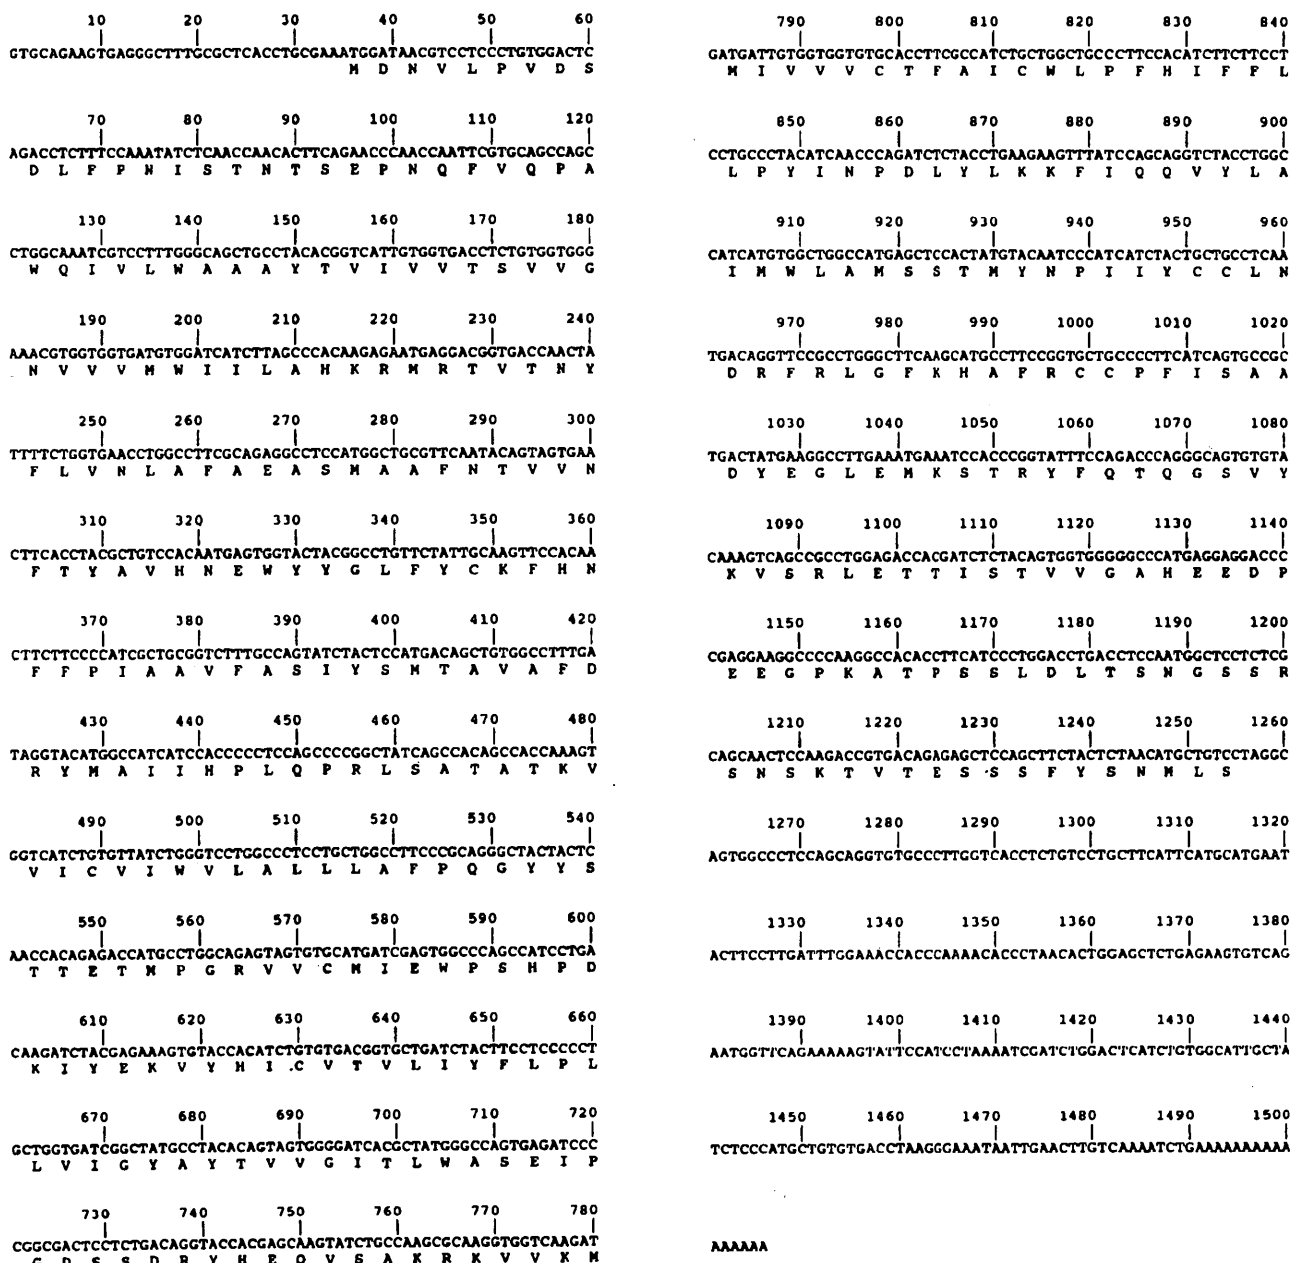 10 20 30 40 50 60
GTGCAGAAGTGAGGGCTTTGCGCTCACCTGCGAAATGGATAACGTCCTCCCTGTGGACTC
M D N V L P V D S
70 80 90 100 110 120
AGACCTCTTTCCAAATATCTCAACCAACACTTCAGAACCCAACCAATTCGTGCAGCCAGC
D L F P N I S T N T S E P N Q F V Q P A
130 140 150 160 170 180
CTGGCAAATCGTCCTTTGGGCAGCTGCCTACACGGTCATTGTGGTGACCTCTGTGGTGGG
W Q I V L W A A A Y T V I V V T S V V G
190 200 210 220 230 240
AAACGTGGTGGTGATGTGGATCATCTTAGCCCACAAGAGAATGAGGACGGTGACCAACTA
N V V V M W I I L A H K R M R T V T N Y
250 260 270 280 290 300
TTTTCTGGTGAACCTGGCCTTCGCAGAGGCCTCCATGGCTGCGTTCAATACAGTAGTGAA
F L V N L A F A E A S M A A F N T V V N
310 320 330 340 350 360
CTTCACCTACGCTGTCCACAATGAGTGGTACTACGGCCTGTTCTATTGCAAGTTCCACAA
F T Y A V H N E W Y Y G L F Y C K F H N
370 380 390 400 410 420
CTTCTTCCCCATCGCTGCGGTCTTTGCCAGTATCTACTCCATGACAGCTGTGGCCTTTGA
F F P I A A V F A S I Y S M T A V A F D
430 440 450 460 470 480
TAGGTACATGGCCATCATCCACCCCCTCCAGCCCCGGCTATCAGCCACAGCCACCAAAGT
R Y M A I I H P L Q P R L S A T A T K V
490 500 510 520 530 540
GGTCATCTGTGTTATCTGGGTCCTGGCCCTCCTGCTGGCCTTCCCGCAGGGCTACTACTC
V I C V I W V L A L L L A F P Q G Y Y S
550 560 570 580 590 600
AACCACAGAGACCATGCCTGGCAGAGTAGTGTGCATGATCGAGTGGCCCAGCCATCCTGA
T T E T M P G R V V C M I E W P S H P D
610 620 630 640 650 660
CAAGATCTACGAGAAAGTGTACCACATCTGTGTGACGGTGCTGATCTACTTCCTCCCCCT
K I Y E K V Y H I C V T V L I Y F L P L
670 680 690 700 710 720
GCTGGTGATCGGCTATGCCTACACAGTAGTGGGGATCACGCTATGGGCCAGTGAGATCCC
L V I G Y A Y T V V G I T L W A S E I P
730 740 750 760 770 780
CGGCGACTCCTCTGACAGGTACCACGAGCAAGTATCTGCCAAGCGCAAGGTGGTCAAGAT
G D S S D R Y H E Q V S A K R K V V K M
790 800 810 820 830 840
GATGATTGTGGTGGTGTGCACCTTCGCCATCTGCTGGCTGCCCTTCCACATCTTCTTCCT
M I V V V C T F A I C W L P F H I F F L
850 860 870 880 890 900
CCTGCCCTACATCAACCCAGATCTCTACCTGAAGAAGTTTATCCAGCAGGTCTACCTGGC
L P Y I N P D L Y L K K F I Q Q V Y L A
910 920 930 940 950 960
CATCATGTGGCTGGCCATGAGCTCCACTATGTACAATCCCATCATCTACTGCTGCCTCAA
I M W L A M S S T M Y N P I I Y C C L N
970 980 990 1000 1010 1020
TGACAGGTTCCGCCTGGGCTTCAAGCATGCCTTCCGGTGCTGCCCCTTCATCAGTGCCGC
D R F R L G F K H A F R C C P F I S A A
1030 1040 1050 1060 1070 1080
TGACTATGAAGGCCTTGAAATGAAATCCACCCGGTATTTCCAGACCCAGGGCAGTGTGTA
D Y E G L E M K S T R Y F Q T Q G S V Y
1090 1100 1110 1120 1130 1140
CAAAGTCAGCCGCCTGGAGACCACGATCTCTACAGTGGTGGGGGCCCATGAGGAGGACCC
K V S R L E T T I S T V V G A H E E D P
1150 1160 1170 1180 1190 1200
CGAGGAAGGCCCCAAGGCCACACCTTCATCCCTGGACCTGACCTCCAATGGCTCCTCTCG
E E G P K A T P S S L D L T S N G S S R
1210 1220 1230 1240 1250 1260
CAGCAACTCCAAGACCGTGACAGAGAGCTCCAGCTTCTACTCTAACATGCTGTCCTAGGC
S N S K T V T E S S S F Y S N M L S
1270 1280 1290 1300 1310 1320
AGTGGCCCTCCAGCAGGTGTGCCCTTGGTCACCTCTGTCCTGCTTCATTCATGCATGAAT
1330 1340 1350 1360 1370 1380
ACTTCCTTGATTTGGAAACCACCCAAAACACCCTAACACTGGAGCTCTGAGAAGTGTCAG
1390 1400 1410 1420 1430 1440
AATGGTTCAGAAAAAGTATTCCATCCTAAAATCGATCTGGACTCATCTGTGGCATTGCTA
1450 1460 1470 1480 1490 1500
TCTCCCATGCTGTGTGTGACCTAAGGGAAATAATTGAACTTGTCAAAATCTGAAAAAAAAAA
AAAAAA